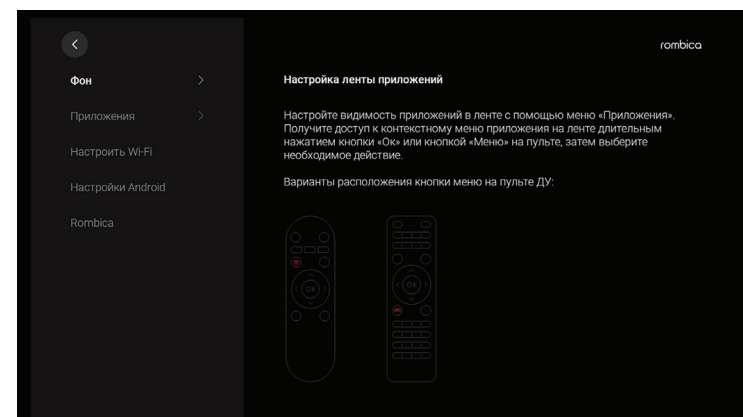 rombica
Фон
Приложения
Настроить Wi-Fi
Настройки Android
Rombica
Настройка ленты приложений
Настройте видимость приложений в ленте с помощью меню «Приложения».
Получите доступ к контекстному меню приложения на ленте длительным
нажатием кнопки «Ок» или кнопкой «Меню» на пульте, затем выберите
необходимое действие.
Варианты расположения кнопки меню на пульте ДУ:
OK
OK